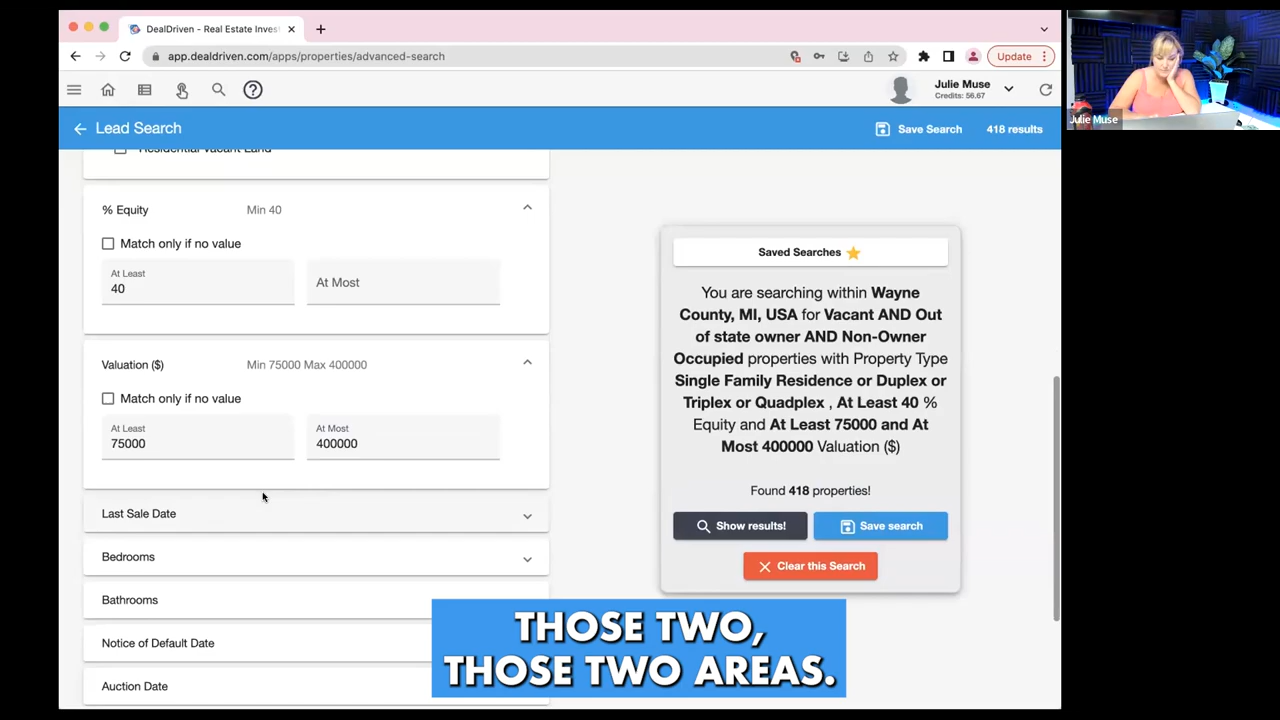 DealDriven - Real Estate Inves
app.dealdriven.com/apps/properties/advanced-search
Update
Julie Muse
Credits: 56.67
Lead Search
Save Search
418 results
Residential Vacant Land
% Equity
Min 40
Match only if no value
At Least
40
At Most
Valuation ($)
Min 75000 Max 400000
Match only if no value
At Least
75000
At Most
400000
Last Sale Date
Bedrooms
Bathrooms
Notice of Default Date
Auction Date
Saved Searches
You are searching within Wayne
County, MI, USA for Vacant AND Out
of state owner AND Non-Owner
Occupied properties with Property Type
Single Family Residence or Duplex or
Triplex or Quadplex , At Least 40 %
Equity and At Least 75000 and At
Most 400000 Valuation ($)
Found 418 properties!
Show results!
Save search
Clear this Search
THOSE TWO,
THOSE TWO AREAS.
Julie Muse